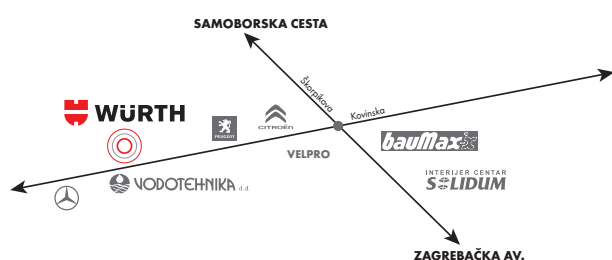 SAMOBORSKA CESTA
Škorpikova
Kovinska
WÜRTH
PEUGEOT
CITROËN
VELPRO
bauMax
VODOTEHNIKA d.d.
INTERIJER CENTAR
SOLIDUM
ZAGREBAČKA AV.